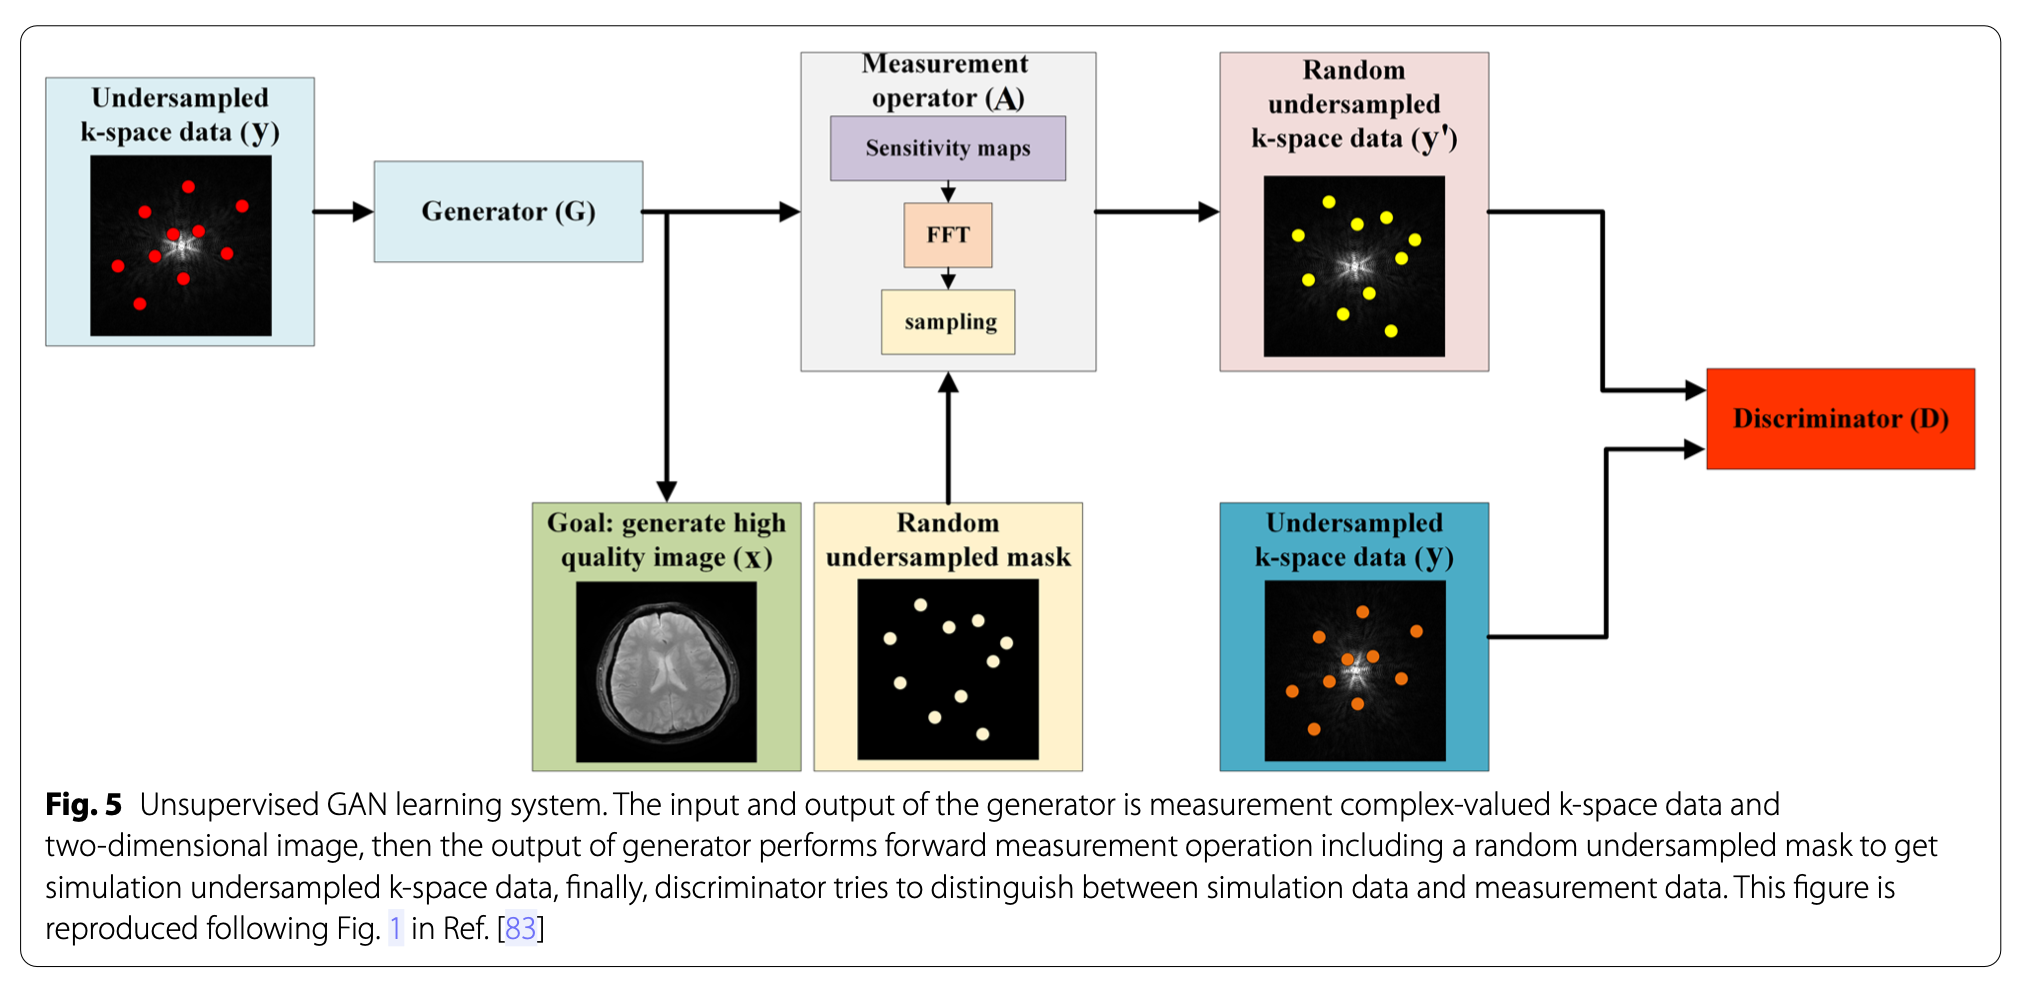 Undersampled
k-space data (y)
Generator (G)
Measurement
operator (A)
Sensitivity maps
FFT
sampling
Random
undersampled
k-space data (y')
Discriminator (D)
Goal: generate high
quality image (x)
Random
undersampled mask
Undersampled
k-space data (y)
Fig. 5 Unsupervised GAN learning system. The input and output of the generator is measurement complex-valued k-space data and
two-dimensional image, then the output of generator performs forward measurement operation including a random undersampled mask to get
simulation undersampled k-space data, finally, discriminator tries to distinguish between simulation data and measurement data. This figure is
reproduced following Fig. 1 in Ref. [83]